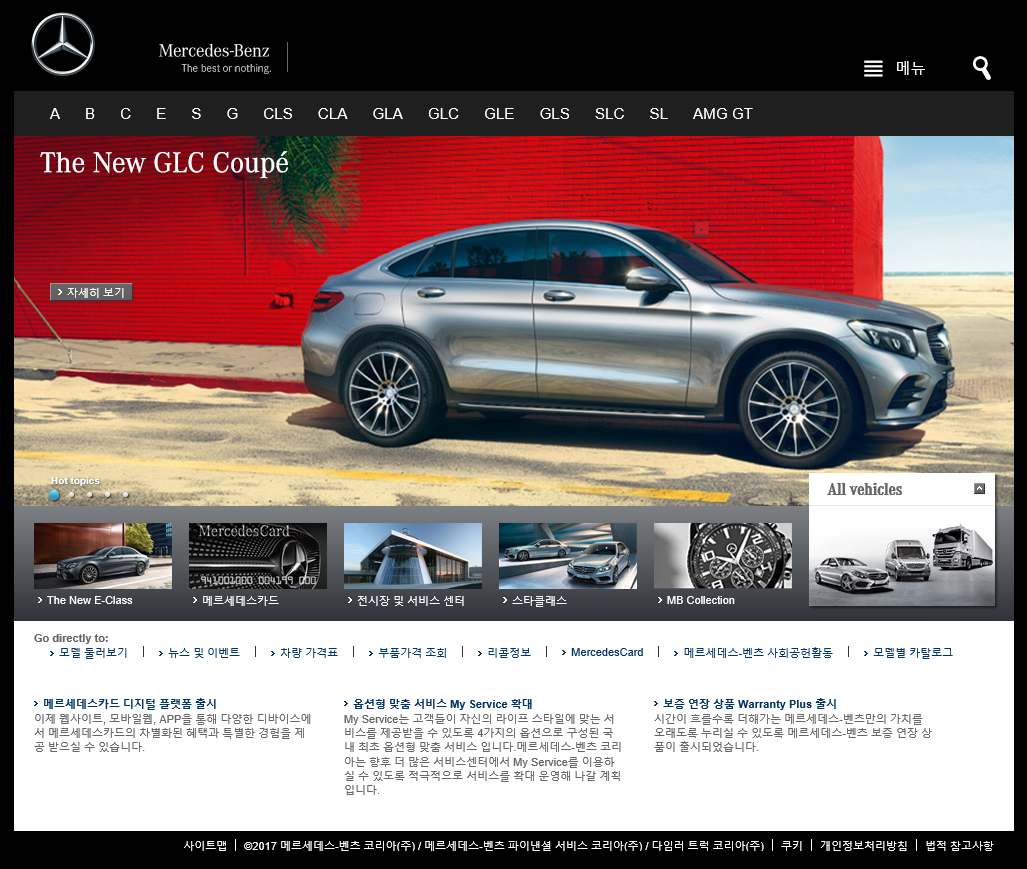 Mercedes-Benz
The best or nothing.
메뉴
A B C E S G CLS CLA GLA GLC GLE GLS SLC SL AMG GT
The New GLC Coupé
자세히 보기
Hot topics
All vehicles
MercedesCard
The New E-Class
메르세데스카드
전시장 및 서비스 센터
스타클래스
MB Collection
Go directly to:
모델 둘러보기 | 뉴스 및 이벤트 | 차량 가격표 | 부품가격 조회 | 리콜정보 | MercedesCard | 메르세데스-벤츠 사회공헌활동 | 모델별 카탈로그
메르세데스카드 디지털 플랫폼 출시
이제 웹사이트, 모바일웹, APP을 통해 다양한 디바이스에
서 메르세데스카드의 차별화된 혜택과 특별한 경험을 제
공 받으실 수 있습니다.
옵션형 맞춤 서비스 My Service 확대
My Service는 고객들이 자신의 라이프 스타일에 맞는 서
비스를 제공받을 수 있도록 4가지의 옵션으로 구성된 국
내 최초 옵션형 맞춤 서비스 입니다.메르세데스-벤츠 코리
아는 향후 더 많은 서비스센터에서 My Service를 이용하
실 수 있도록 적극적으로 서비스를 확대 운영해 나갈 계획
입니다.
보증 연장 상품 Warranty Plus 출시
시간이 흐를수록 더해가는 메르세데스-벤츠만의 가치를
오래도록 누리실 수 있도록 메르세데스-벤츠 보증 연장 상
품이 출시되었습니다.
사이트맵 | ©2017 메르세데스-벤츠 코리아(주) / 메르세데스-벤츠 파이낸셜 서비스 코리아(주) / 다임러 트럭 코리아(주) | 쿠키 | 개인정보처리방침 | 법적 참고사항